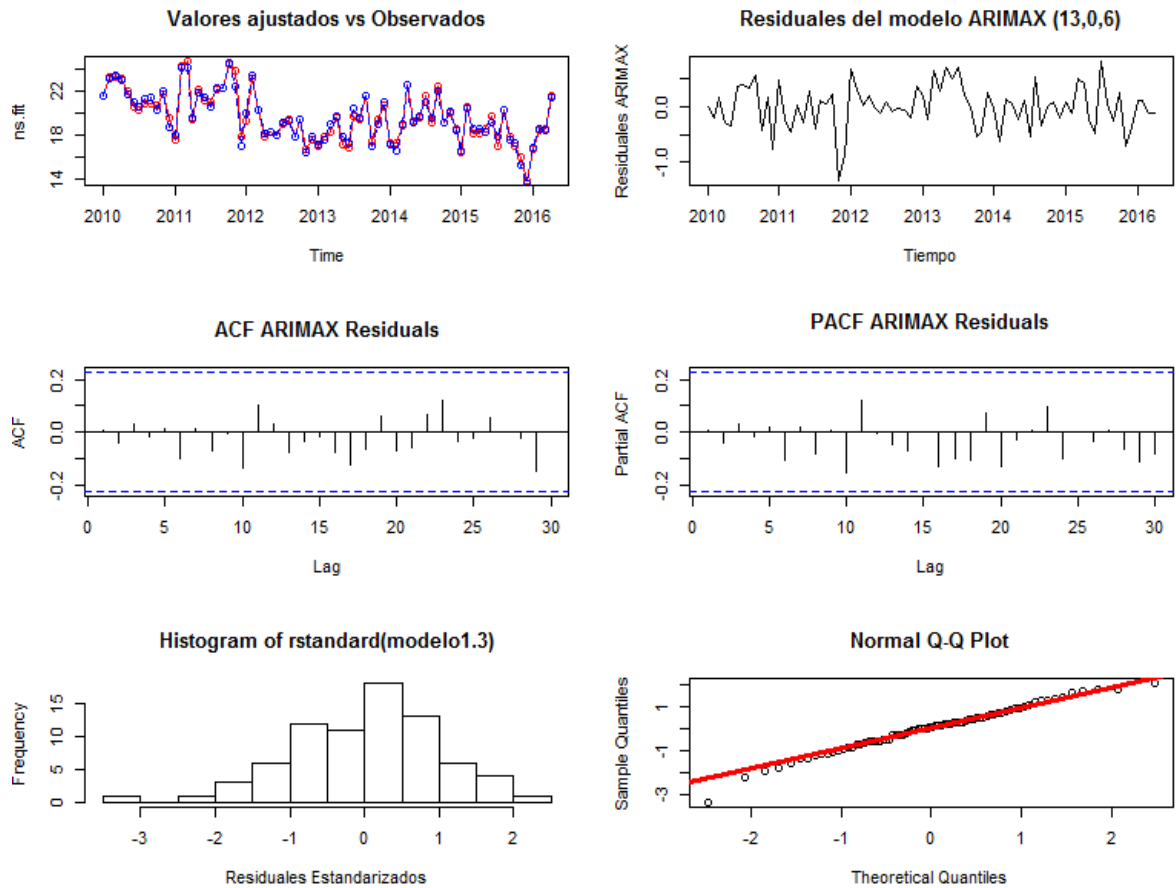 Valores ajustados vs Observados
ns.fit
14 18 22
2010 2011 2012 2013 2014 2015 2016
Time
Residuales del modelo ARIMAX (13,0,6)
Residuales ARIMAX
-1.0 0.0
2010 2011 2012 2013 2014 2015 2016
Tiempo
ACF ARIMAX Residuals
ACF
-0.2 0.0 0.2
0 5 10 15 20 25 30
Lag
PACF ARIMAX Residuals
Partial ACF
-0.2 0.0 0.2
0 5 10 15 20 25 30
Lag
Histogram of rstandard(modelo1.3)
Frequency
0 5 10 15
-3 -2 -1 0 1 2
Residuales Estandarizados
Normal Q-Q Plot
Sample Quantiles
-3 -1 1
-2 -1 0 1 2
Theoretical Quantiles